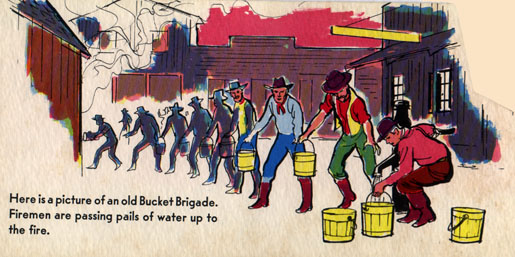 Here is a picture of an old Bucket Brigade.
Firemen are passing pails of water up to
the fire.